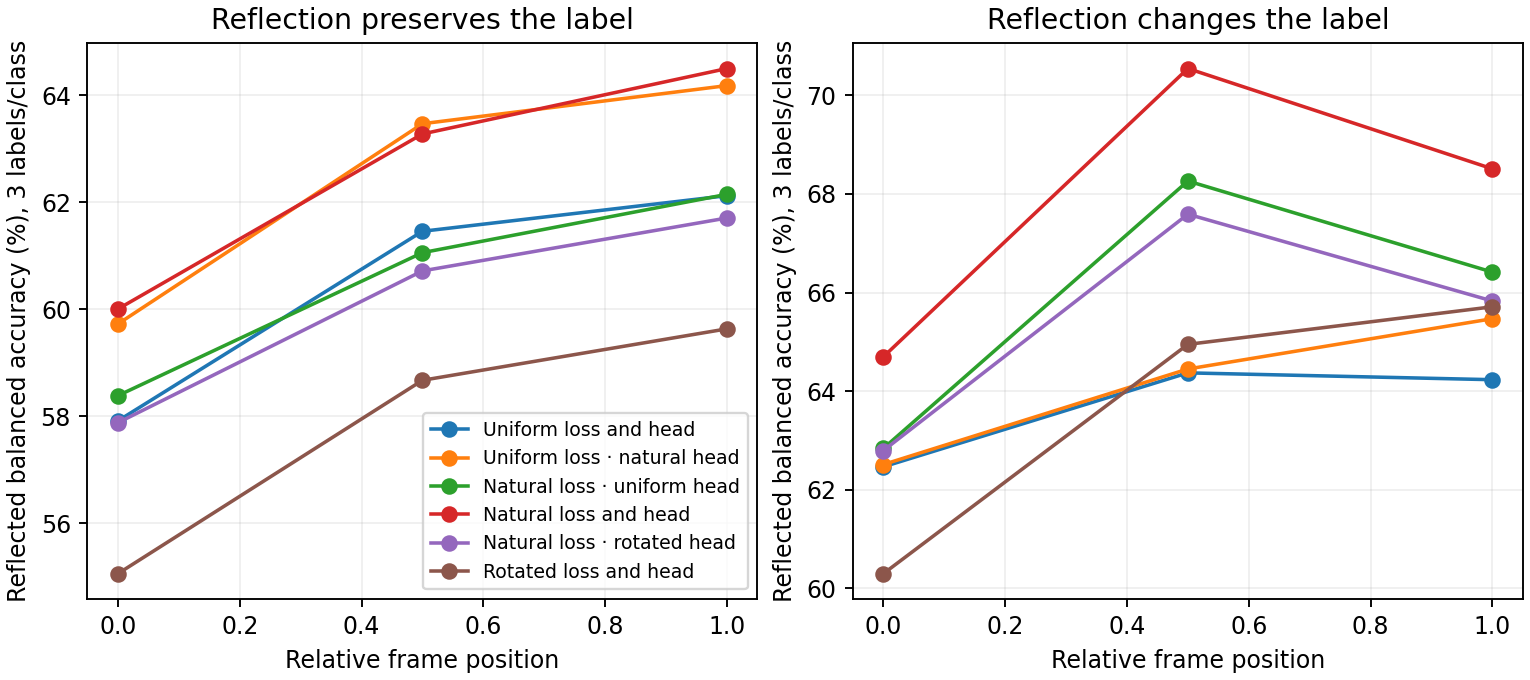 Reflection preserves the label
Reflected balanced accuracy (%), 3 labels/class
64
62
60
58
56
Uniform loss and head
Uniform loss · natural head
Natural loss · uniform head
Natural loss and head
Natural loss · rotated head
Rotated loss and head
0.0 0.2 0.4 0.6 0.8 1.0
Relative frame position
Reflection changes the label
Reflected balanced accuracy (%), 3 labels/class
70
68
66
64
62
60
0.0 0.2 0.4 0.6 0.8 1.0
Relative frame position